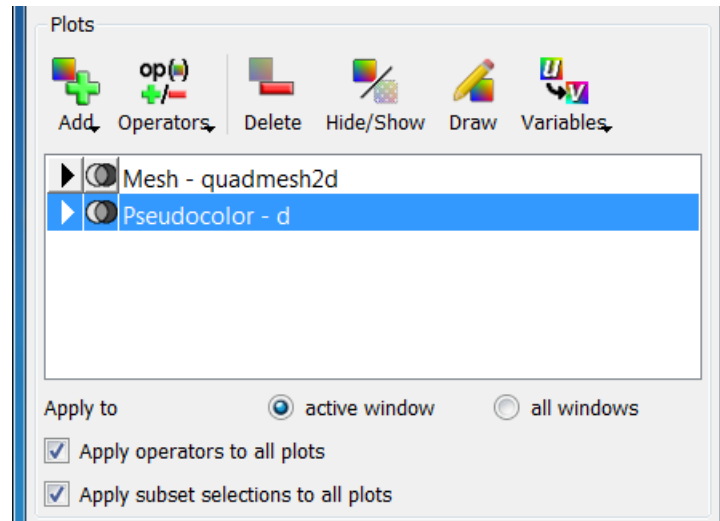 Plots
op(▪)
+/−
Add Operators Delete Hide/Show Draw Variables
Mesh - quadmesh2d
Pseudocolor - d
Apply to active window all windows
Apply operators to all plots
Apply subset selections to all plots